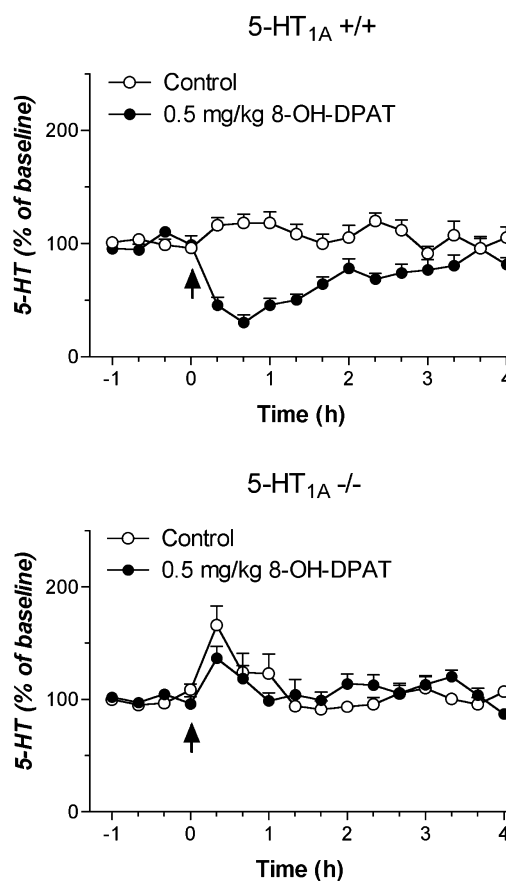 5-HT1A +/+
Control
0.5 mg/kg 8-OH-DPAT
5-HT (% of baseline)
200
100
0
-1 0 1 2 3 4
Time (h)
5-HT1A -/-
Control
0.5 mg/kg 8-OH-DPAT
5-HT (% of baseline)
200
100
0
-1 0 1 2 3 4
Time (h)